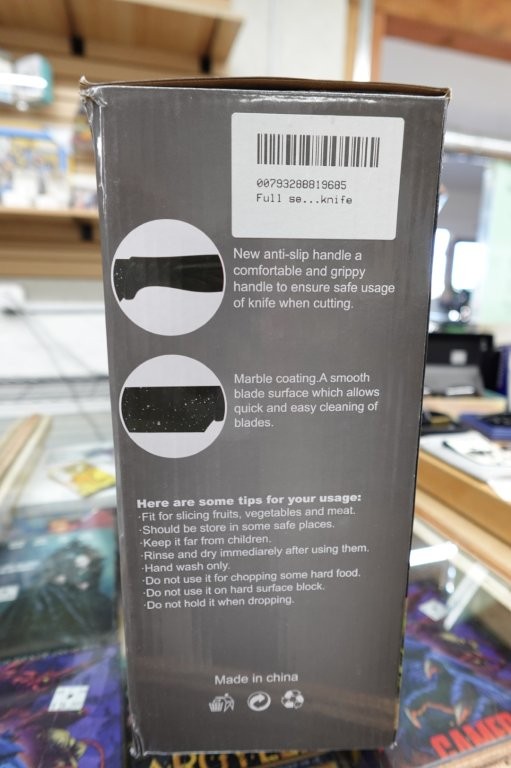 00793288819685
Full se...knife
New anti-slip handle a
comfortable and grippy
handle to ensure safe usage
of knife when cutting.
Marble coating.A smooth
blade surface which allows
quick and easy cleaning of
blades.
Here are some tips for your usage:
·Fit for slicing fruits, vegetables and meat.
·Should be store in some safe places.
·Keep it far from children.
·Rinse and dry immediarely after using them.
·Hand wash only.
·Do not use it for chopping some hard food.
·Do not use it on hard surface block.
·Do not hold it when dropping.
Made in china